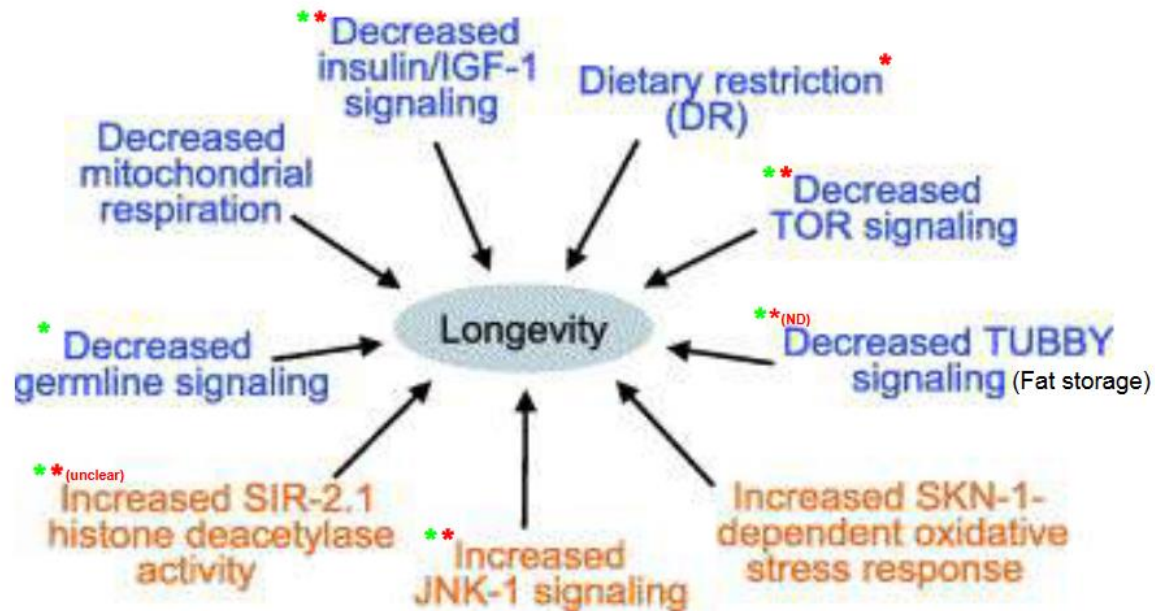 **Decreased
insulin/IGF-1
signaling
Dietary restriction*
(DR)
Decreased
mitochondrial
respiration
**Decreased
TOR signaling
Longevity
* Decreased
germline signaling
**(ND)
Decreased TUBBY
signaling (Fat storage)
**(unclear)
Increased SIR-2.1
histone deacetylase
activity
**Increased
JNK-1 signaling
Increased SKN-1-
dependent oxidative
stress response